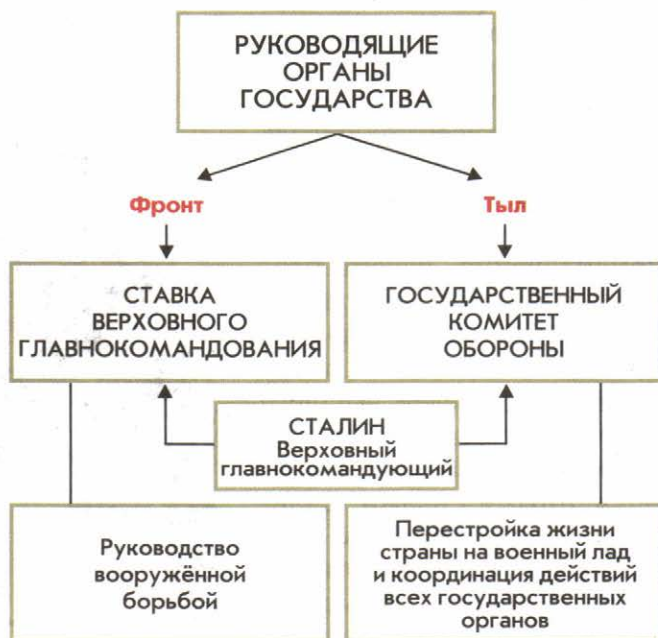 РУКОВОДЯЩИЕ
ОРГАНЫ
ГОСУДАРСТВА
Фронт
Тыл
СТАВКА
ВЕРХОВНОГО
ГЛАВНОКОМАНДОВАНИЯ
ГОСУДАРСТВЕННЫЙ
КОМИТЕТ
ОБОРОНЫ
СТАЛИН
Верховный
главнокомандующий
Руководство
вооружённой
борьбой
Перестройка жизни
страны на военный лад
и координация действий
всех государственных
органов